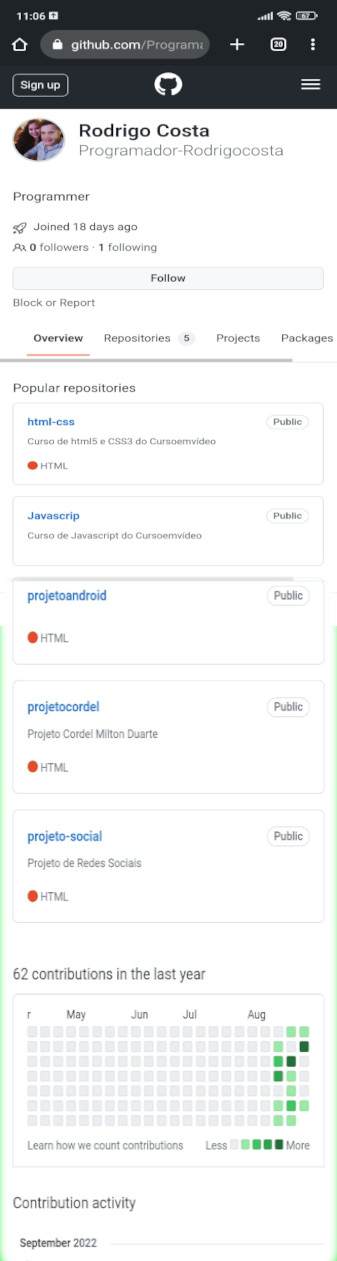 11:06
67
github.com/Programa
20
Sign up
Rodrigo Costa
Programador-Rodrigocosta
Programmer
Joined 18 days ago
0 followers · 1 following
Follow
Block or Report
Overview Repositories 5 Projects Packages
Popular repositories
html-css Public
Curso de html5 e CSS3 do Cursoemvídeo
HTML
Javascrip Public
Curso de Javascript do Cursoemvídeo
projetoandroid Public
HTML
projetocordel Public
Projeto Cordel Milton Duarte
HTML
projeto-social Public
Projeto de Redes Sociais
HTML
62 contributions in the last year
r May Jun Jul Aug
Learn how we count contributions Less More
Contribution activity
September 2022